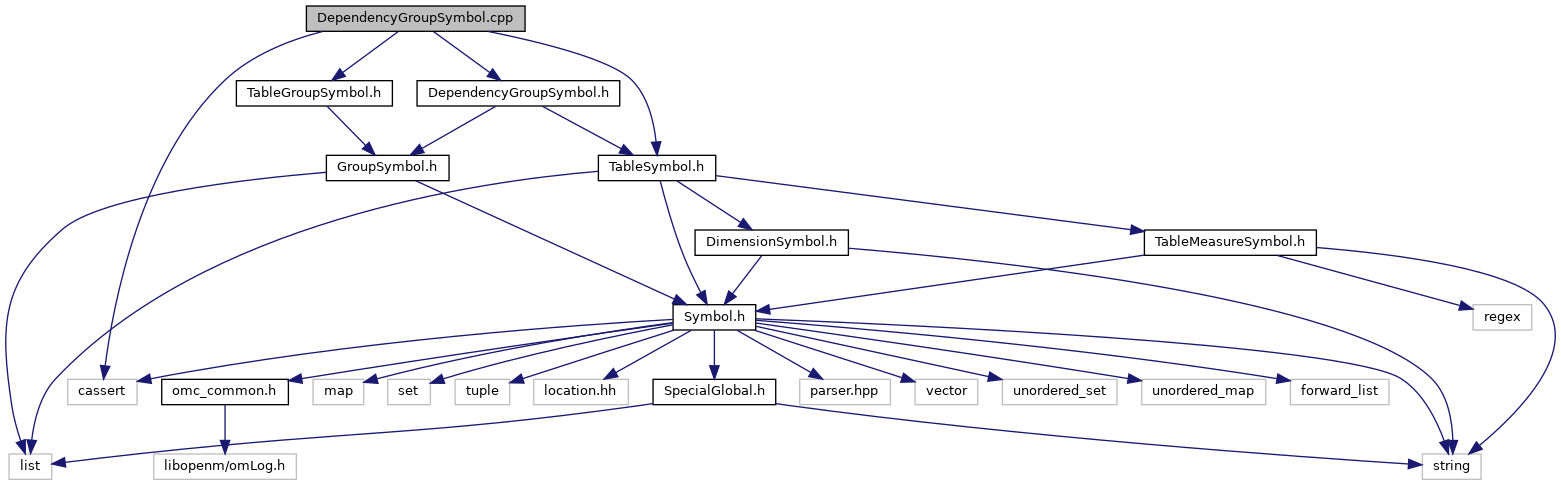 DependencyGroupSymbol.cpp
TableGroupSymbol.h
DependencyGroupSymbol.h
GroupSymbol.h
TableSymbol.h
DimensionSymbol.h
TableMeasureSymbol.h
Symbol.h
regex
cassert
omc_common.h
map
set
tuple
location.hh
SpecialGlobal.h
parser.hpp
vector
unordered_set
unordered_map
forward_list
list
libopenm/omLog.h
string